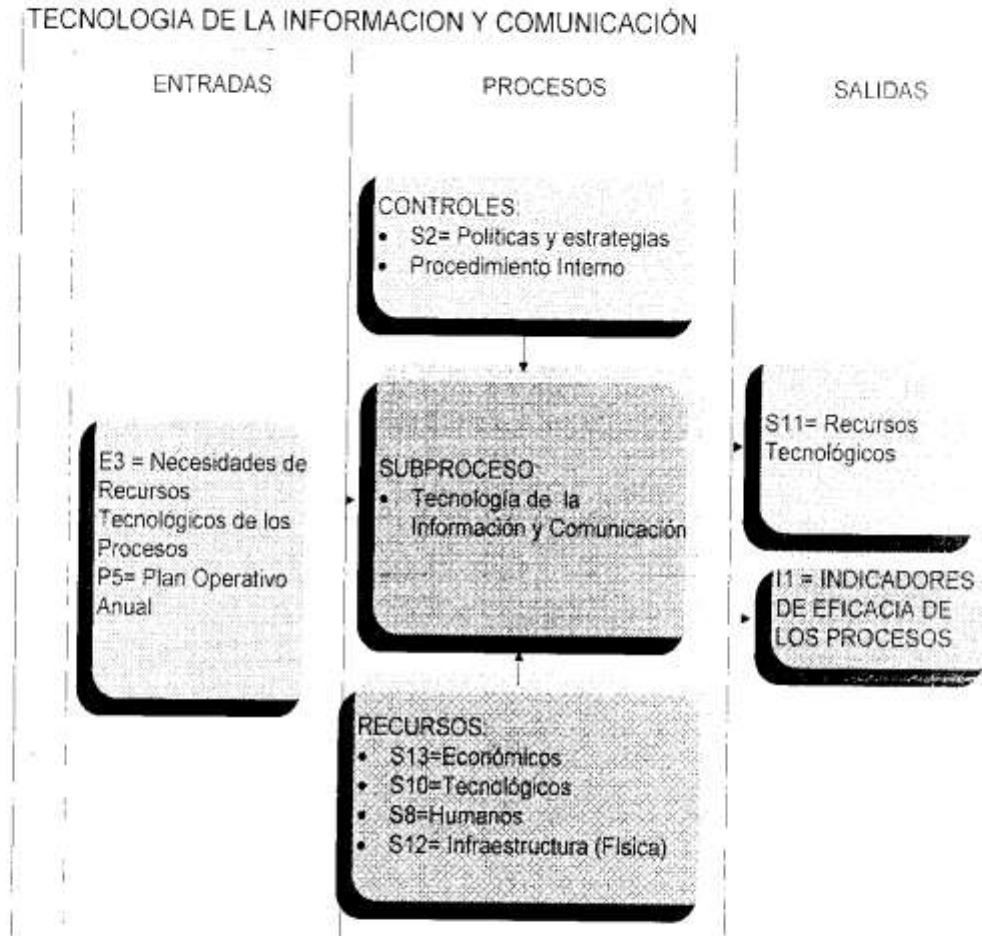 TECNOLOGIA DE LA INFORMACION Y COMUNICACIÓN
ENTRADAS
PROCESOS
SALIDAS
CONTROLES:
• S2= Políticas y estrategias
• Procedimiento Interno
E3 = Necesidades de
Recursos
Tecnológicos de los
Procesos
P5= Plan Operativo
Anual
SUBPROCESO:
• Tecnología de la
Información y Comunicación
S11= Recursos
Tecnológicos
I1 = INDICADORES
DE EFICACIA DE
LOS PROCESOS
RECURSOS:
• S13=Económicos
• S10=Tecnológicos
• S8=Humanos
• S12= Infraestructura (Física)